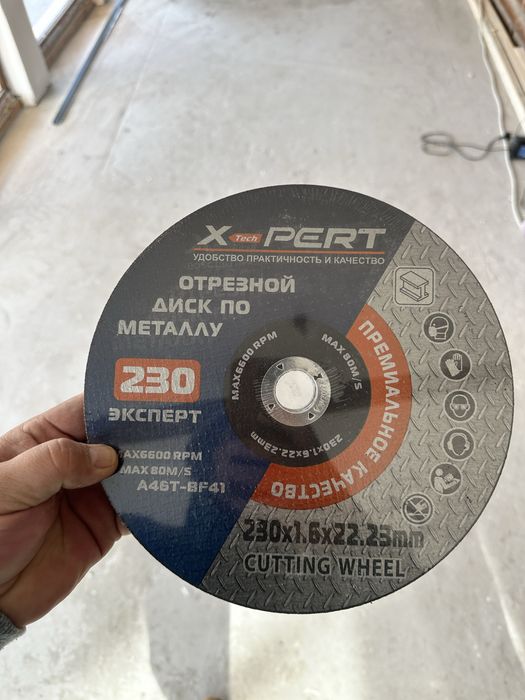 X Tech PERT
УДОБСТВО ПРАКТИЧНОСТЬ И КАЧЕСТВО
ОТРЕЗНОЙ
ДИСК ПО
МЕТАЛЛУ
230
ЭКСПЕРТ
MAX6600 RPM
MAX 80M/S
A46T-BF41
MAX6600 RPM
MAX 80M/S
230x1.6x22.23mm
ПРЕМИАЛЬНОЕ КАЧЕСТВО
230x1.6x22.23mm
CUTTING WHEEL